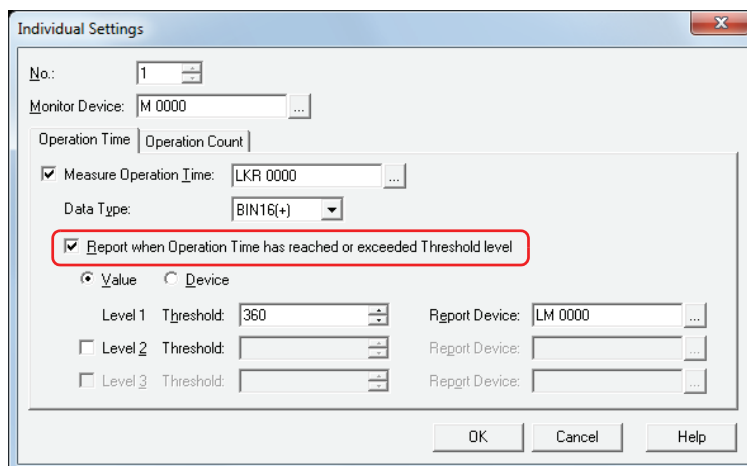 Individual Settings
No.: 1
Monitor Device: M 0000 ...
Operation Time Operation Count
Measure Operation Time: LKR 0000 ...
Data Type: BIN16(+)
Report when Operation Time has reached or exceeded Threshold level
Value Device
Level 1 Threshold: 360 Report Device: LM 0000 ...
Level 2 Threshold: Report Device: ...
Level 3 Threshold: Report Device: ...
OK Cancel Help